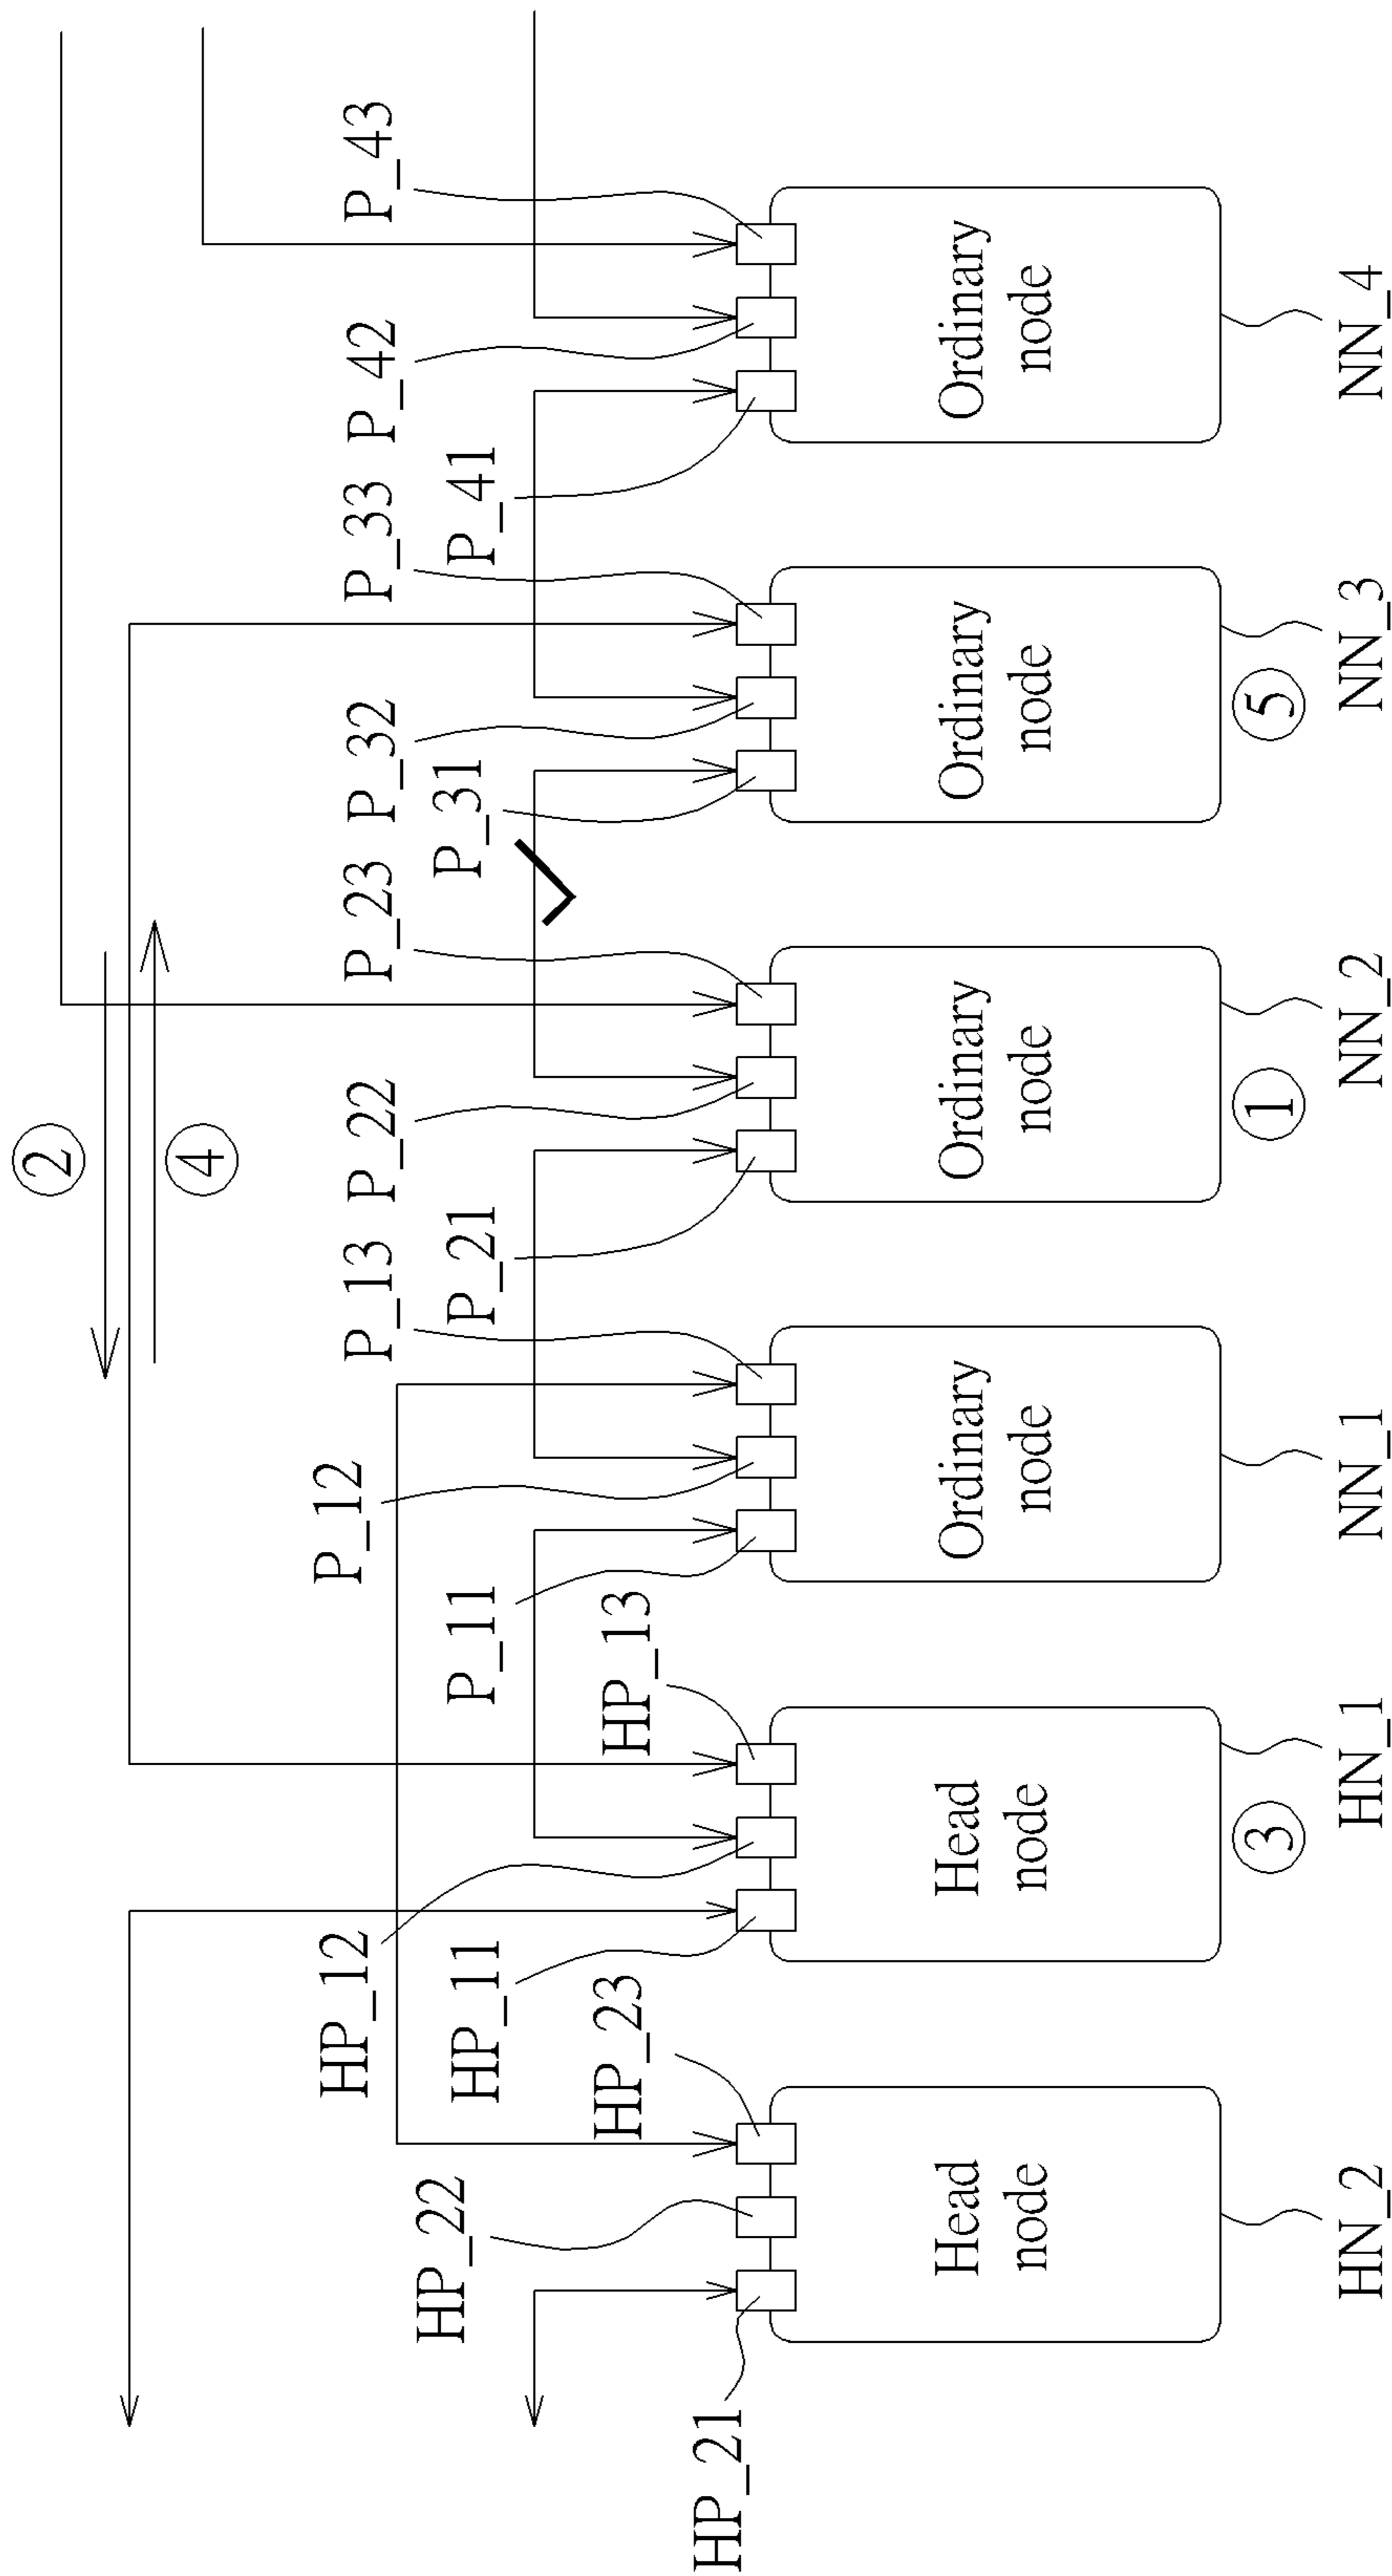 ②
④
P_43
P_42
P_41
P_33
P_32
P_31
P_23
P_22
P_21
P_13
P_12
P_11
HP_13
HP_12
HP_11
HP_23
HP_22
HP_21
Head
node
Head
node
Ordinary
node
Ordinary
node
Ordinary
node
Ordinary
node
③
①
⑤
HN_2
HN_1
NN_1
NN_2
NN_3
NN_4